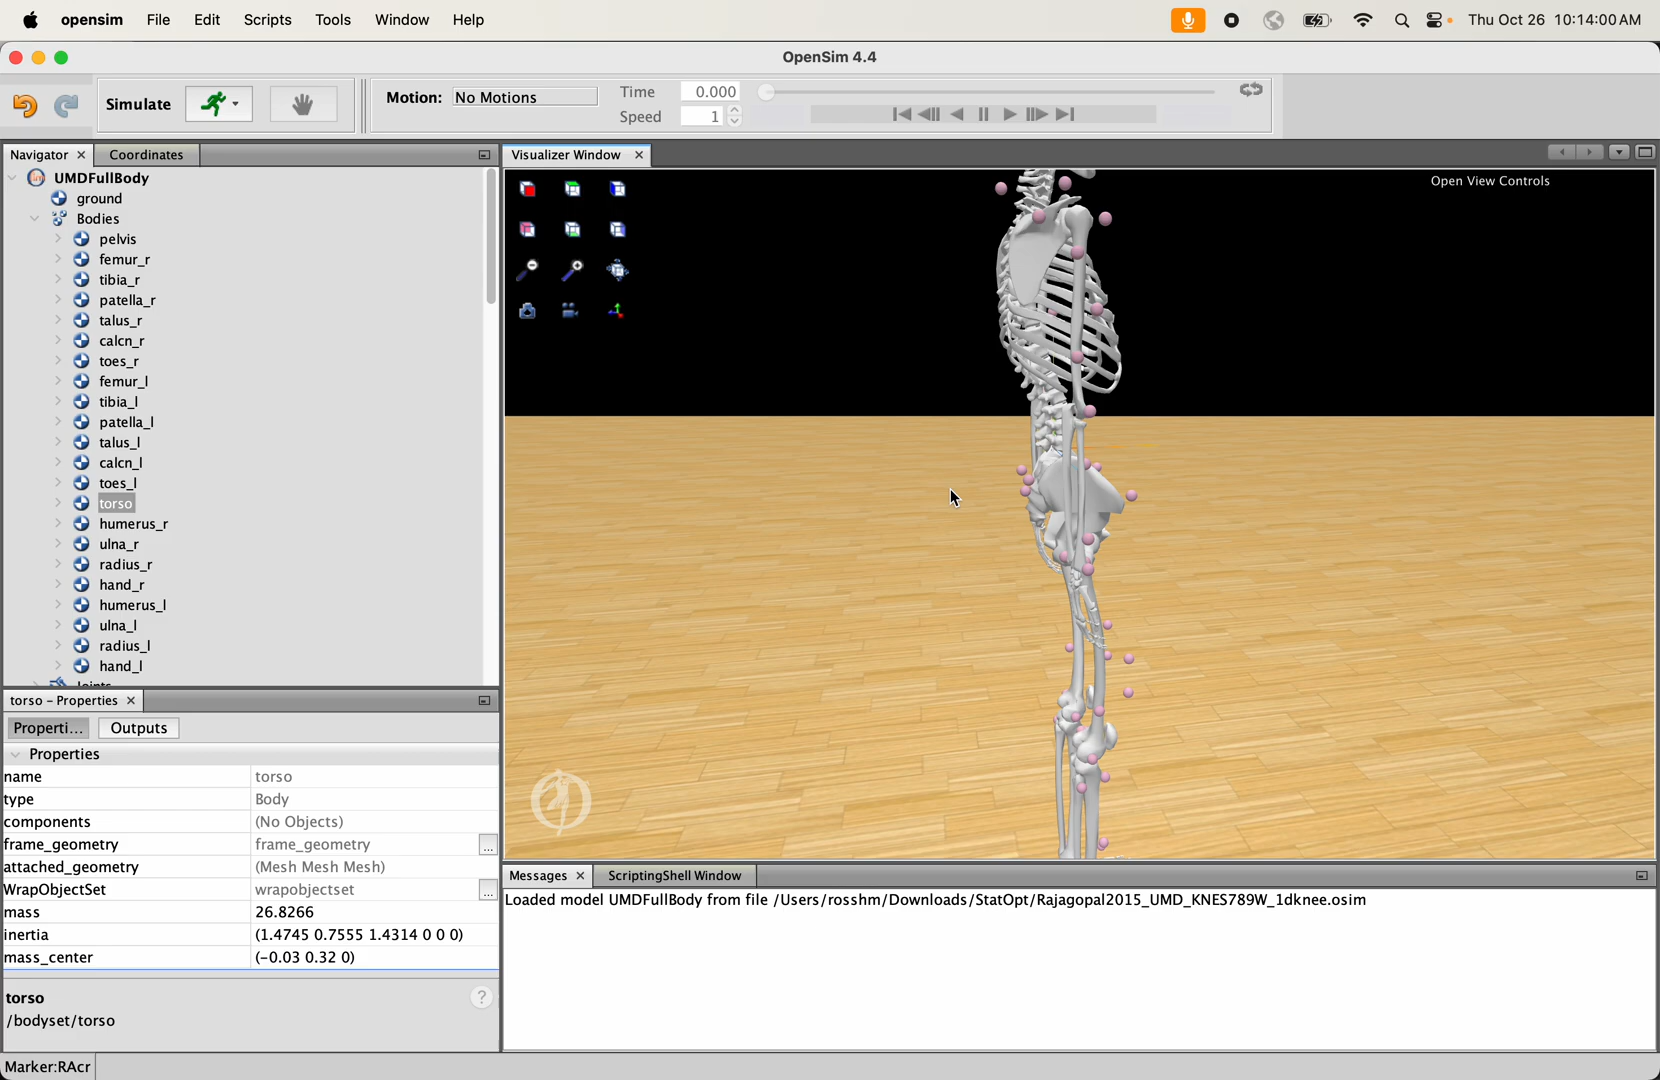 opensim File Edit Scripts Tools Window Help Thu Oct 26 10:14:00 AM
OpenSim 4.4
Simulate Motion: No Motions Time 0.000
Speed 1
Navigator Coordinates
Visualizer Window
Open View Controls
UMDFullBody
ground
Bodies
pelvis
femur_r
tibia_r
patella_r
talus_r
calcn_r
toes_r
femur_l
tibia_l
patella_l
talus_l
calcn_l
toes_l
torso
humerus_r
ulna_r
radius_r
hand_r
humerus_l
ulna_l
radius_l
hand_l
Joints
torso - Properties
Properti... Outputs
Properties
name torso
type Body
components (No Objects)
frame_geometry frame_geometry ...
attached_geometry (Mesh Mesh Mesh)
WrapObjectSet wrapobjectset ...
mass 26.8266
inertia (1.4745 0.7555 1.4314 0 0 0)
mass_center (-0.03 0.32 0)
torso ?
/bodyset/torso
Messages ScriptingShell Window
Loaded model UMDFullBody from file /Users/rosshm/Downloads/StatOpt/Rajagopal2015_UMD_KNES789W_1dknee.osim
Marker:RAcr